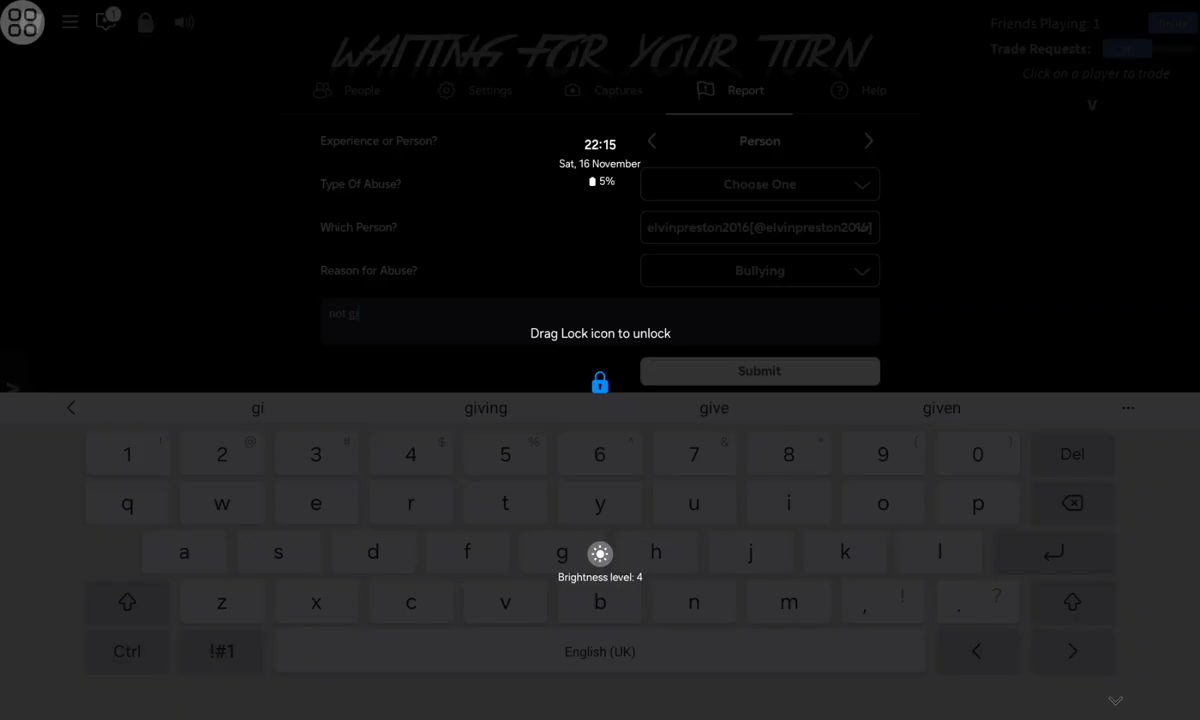 1
Friends Playing: 1
WAITING FOR YOUR TURN
Trade Requests:
Click on a player to trade
v
People Settings Captures Report Help
Experience or Person? Person
22:15
Sat, 16 November
5%
Type Of Abuse? Choose One
Which Person? elvinpreston2016[@elvinpreston2016]
Reason for Abuse? Bullying
not gi
Drag Lock icon to unlock
Submit
>
gi giving give given ...
1 ! 2 @ 3 # 4 $ 5 % 6 ^ 7 & 8 * 9 ( 0 ) Del
q w e r t y u i o p
a s d f g h j k l
Brightness level: 4
z x c v b n m , ! . ?
Ctrl !#1 English (UK) < >